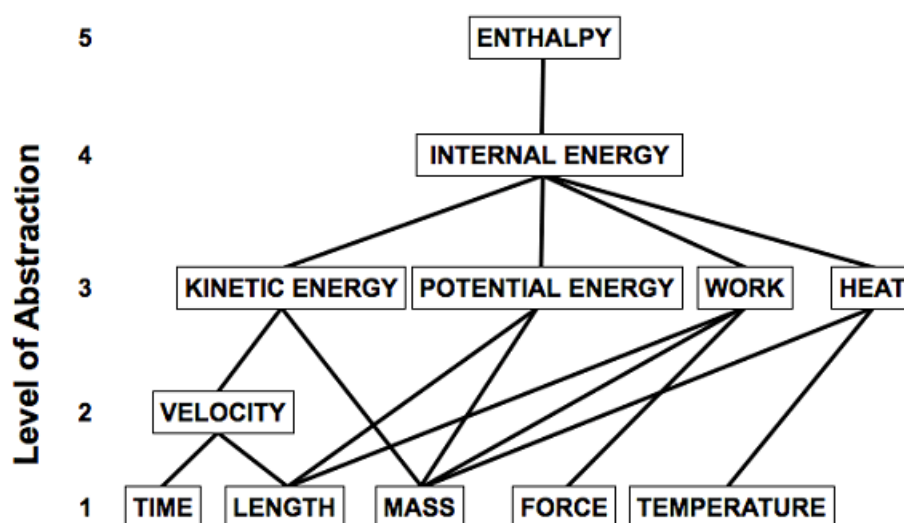 5 ENTHALPY
Level of Abstraction
4 INTERNAL ENERGY
3 KINETIC ENERGY POTENTIAL ENERGY WORK HEAT
2 VELOCITY
1 TIME LENGTH MASS FORCE TEMPERATURE